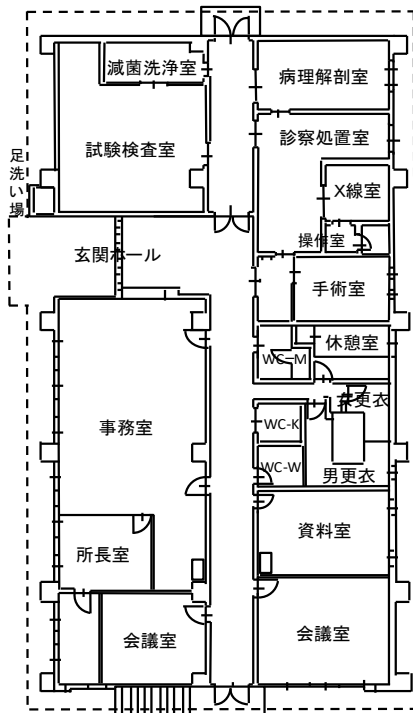 減菌洗浄室
病理解剖室
診察処置室
試験検査室
足洗い場
X線室
操作室
玄関ホール
手術室
休憩室
WC-M
女更衣
事務室
WC-K
WC-W
男更衣
資料室
所長室
会議室
会議室